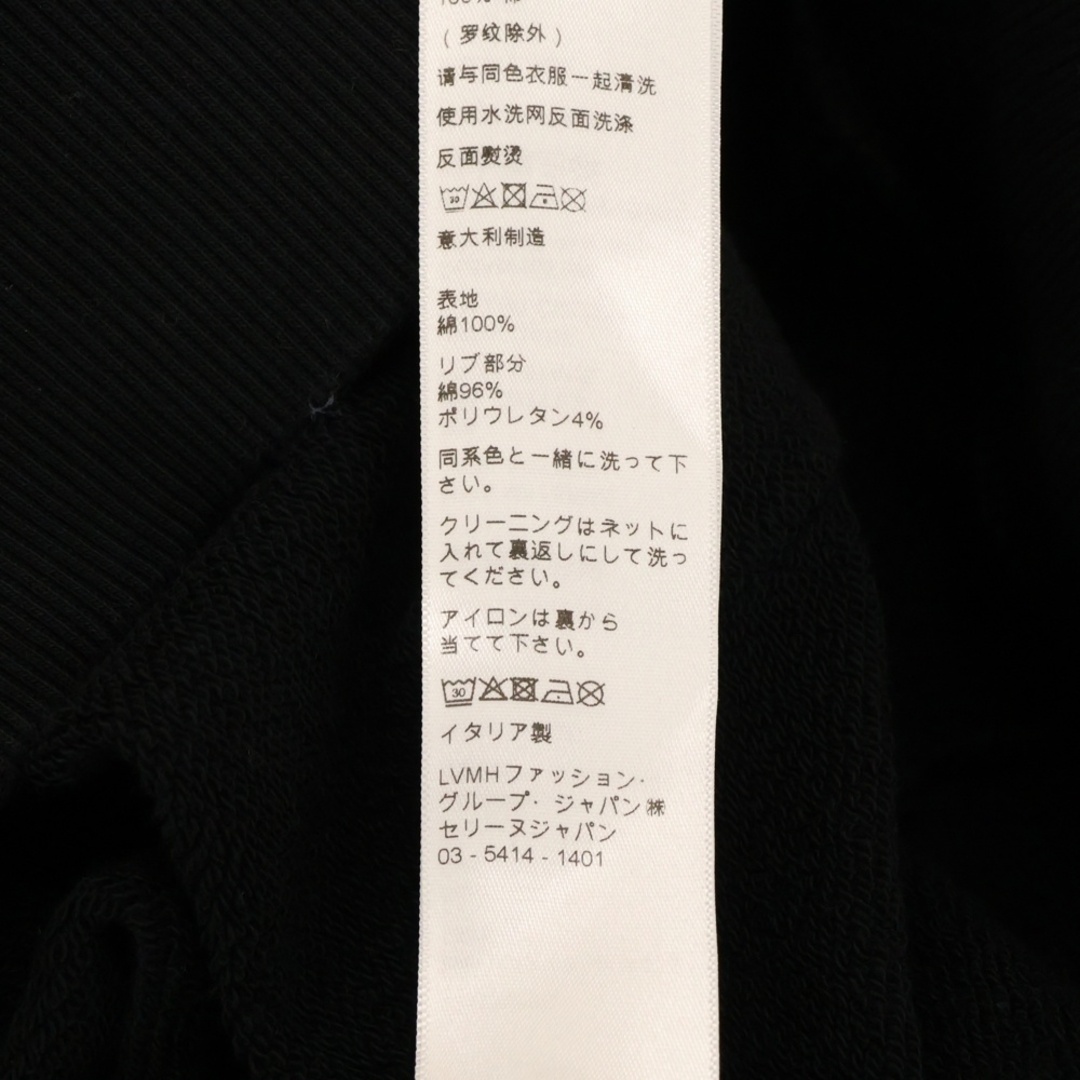 （罗纹除外）
请与同色衣服一起清洗
使用水洗网反面洗涤
反面熨烫
30
意大利制造
表地
綿100%
リブ部分
綿96%
ポリウレタン4%
同系色と一緒に洗って下
さい。
クリーニングはネットに
入れて裏返しにして洗っ
てください。
アイロンは裏から
当てて下さい。
30
イタリア製
LVMHファッション・
グループ・ジャパン㈱
セリーヌジャパン
03 - 5414 - 1401